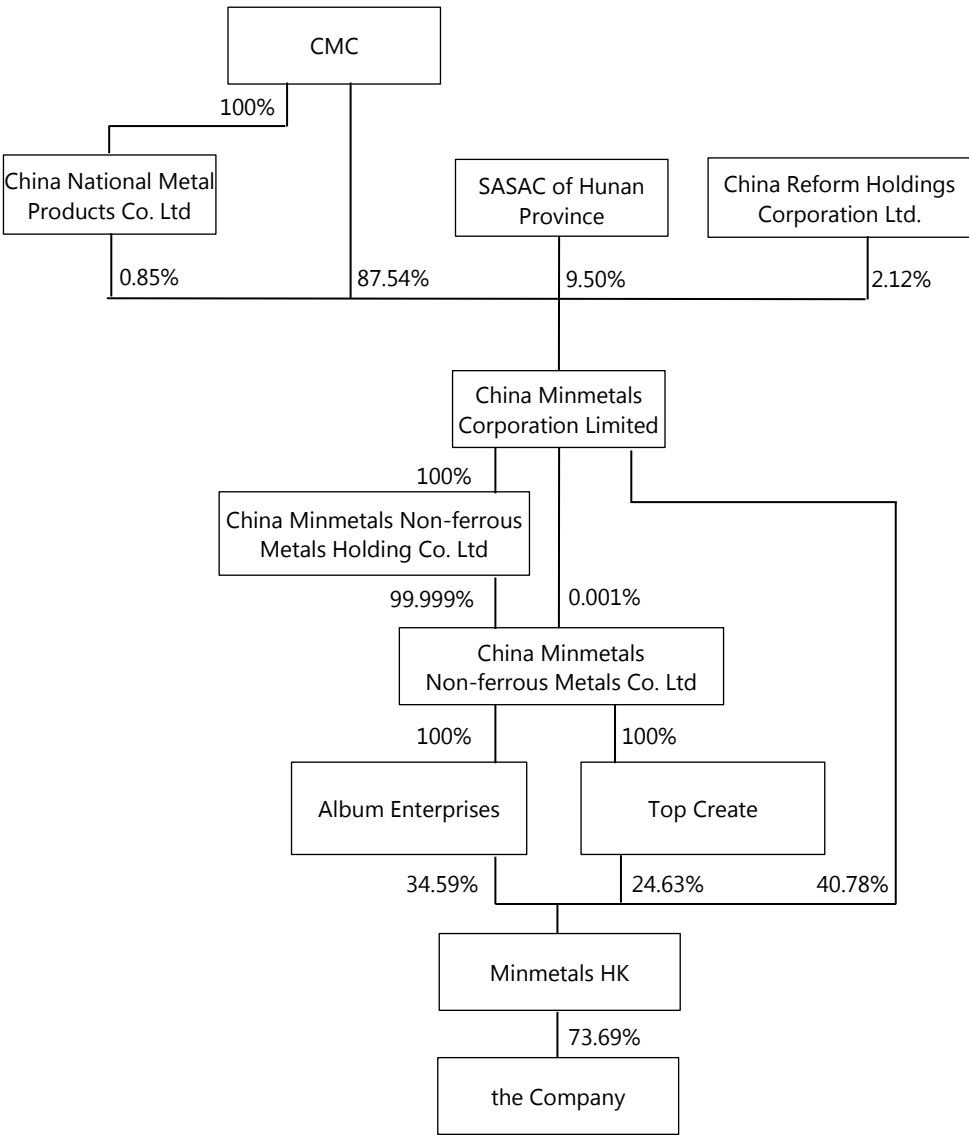 CMC
100%
China National Metal
Products Co. Ltd
SASAC of Hunan
Province
China Reform Holdings
Corporation Ltd.
0.85%
87.54%
9.50%
2.12%
China Minmetals
Corporation Limited
100%
China Minmetals Non-ferrous
Metals Holding Co. Ltd
99.999%
0.001%
China Minmetals
Non-ferrous Metals Co. Ltd
100%
100%
Album Enterprises
Top Create
34.59%
24.63%
40.78%
Minmetals HK
73.69%
the Company